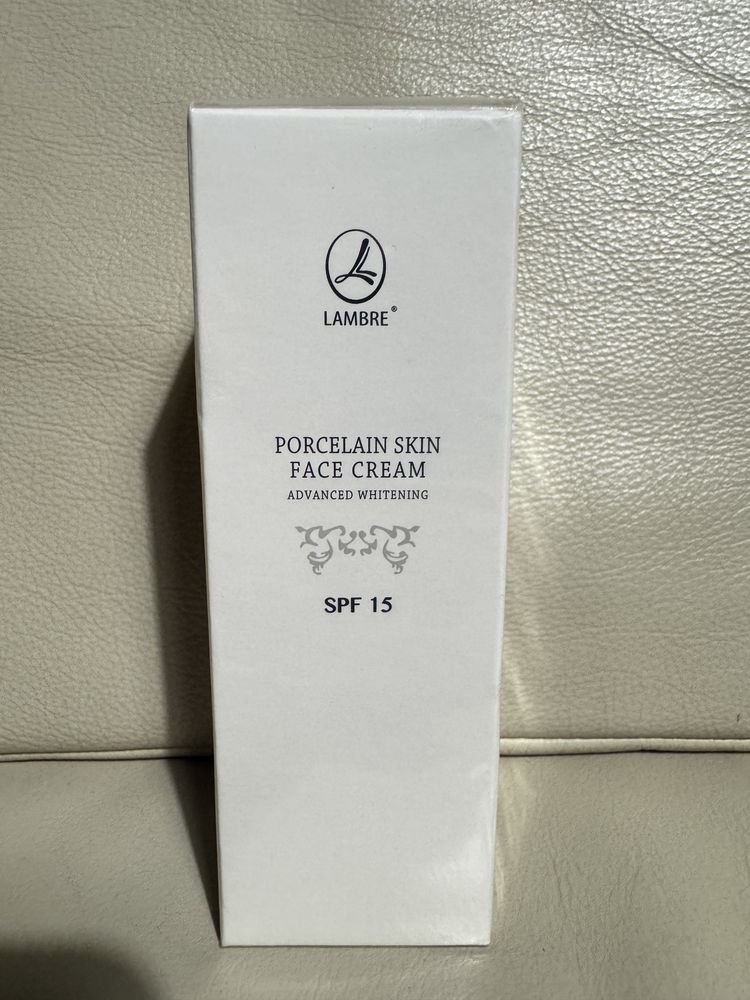 LAMBRE®
PORCELAIN SKIN
FACE CREAM
ADVANCED WHITENING
SPF 15